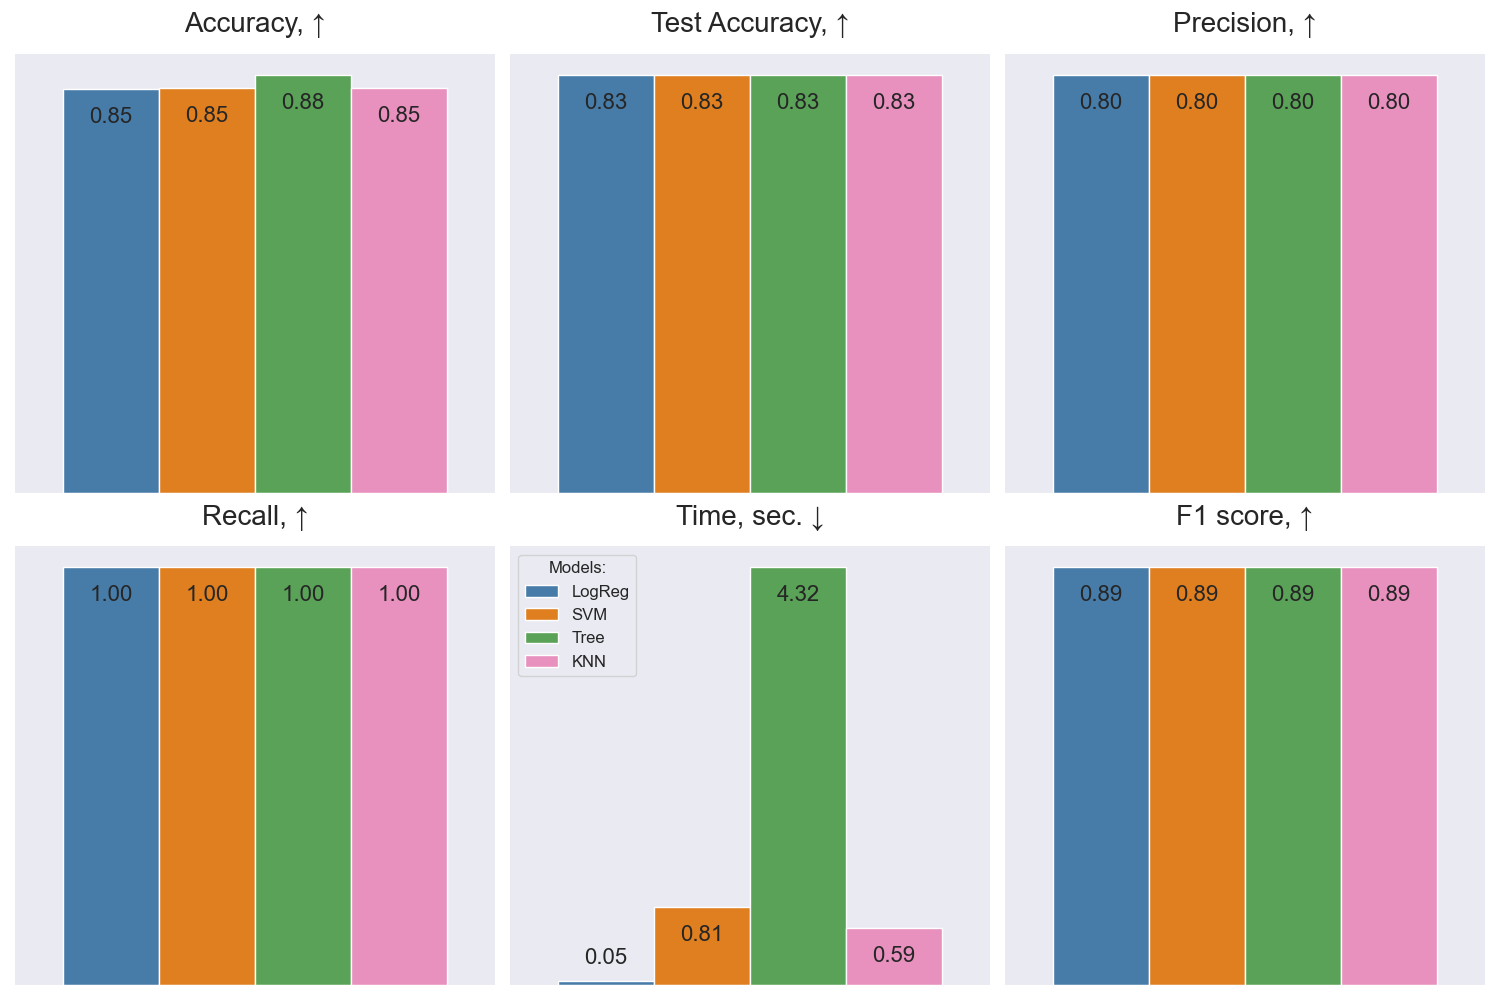 Accuracy, ↑
0.85
0.85
0.88
0.85
Test Accuracy, ↑
0.83
0.83
0.83
0.83
Precision, ↑
0.80
0.80
0.80
0.80
Recall, ↑
1.00
1.00
1.00
1.00
Time, sec. ↓
Models:
LogReg
SVM
Tree
KNN
0.05
0.81
4.32
0.59
F1 score, ↑
0.89
0.89
0.89
0.89